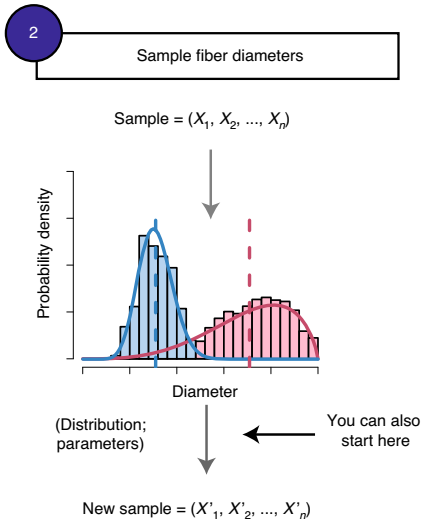 2
Sample fiber diameters
Sample = (X1, X2, ..., Xn)
Probability density
Diameter
(Distribution;
parameters)
You can also
start here
New sample = (X'1, X'2, ..., X'n)